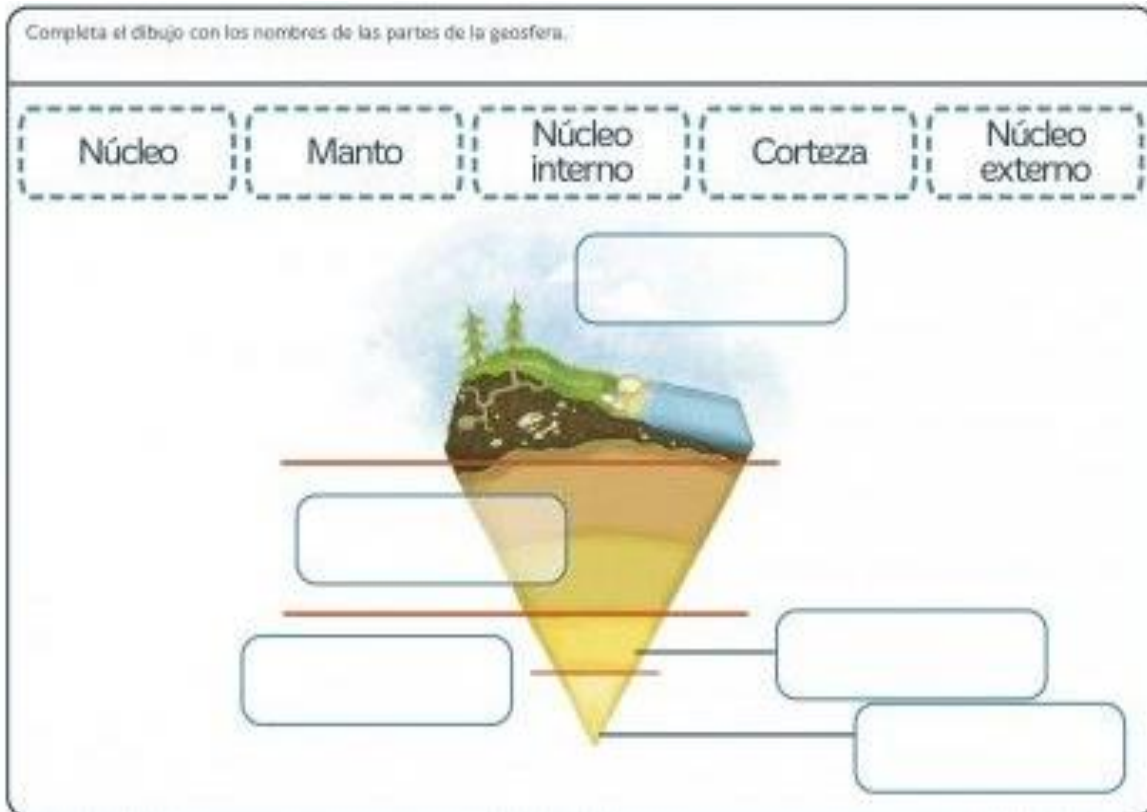 Completa el dibujo con los nombres de las partes de la geosfera.
Núcleo
Manto
Núcleo
interno
Corteza
Núcleo
externo